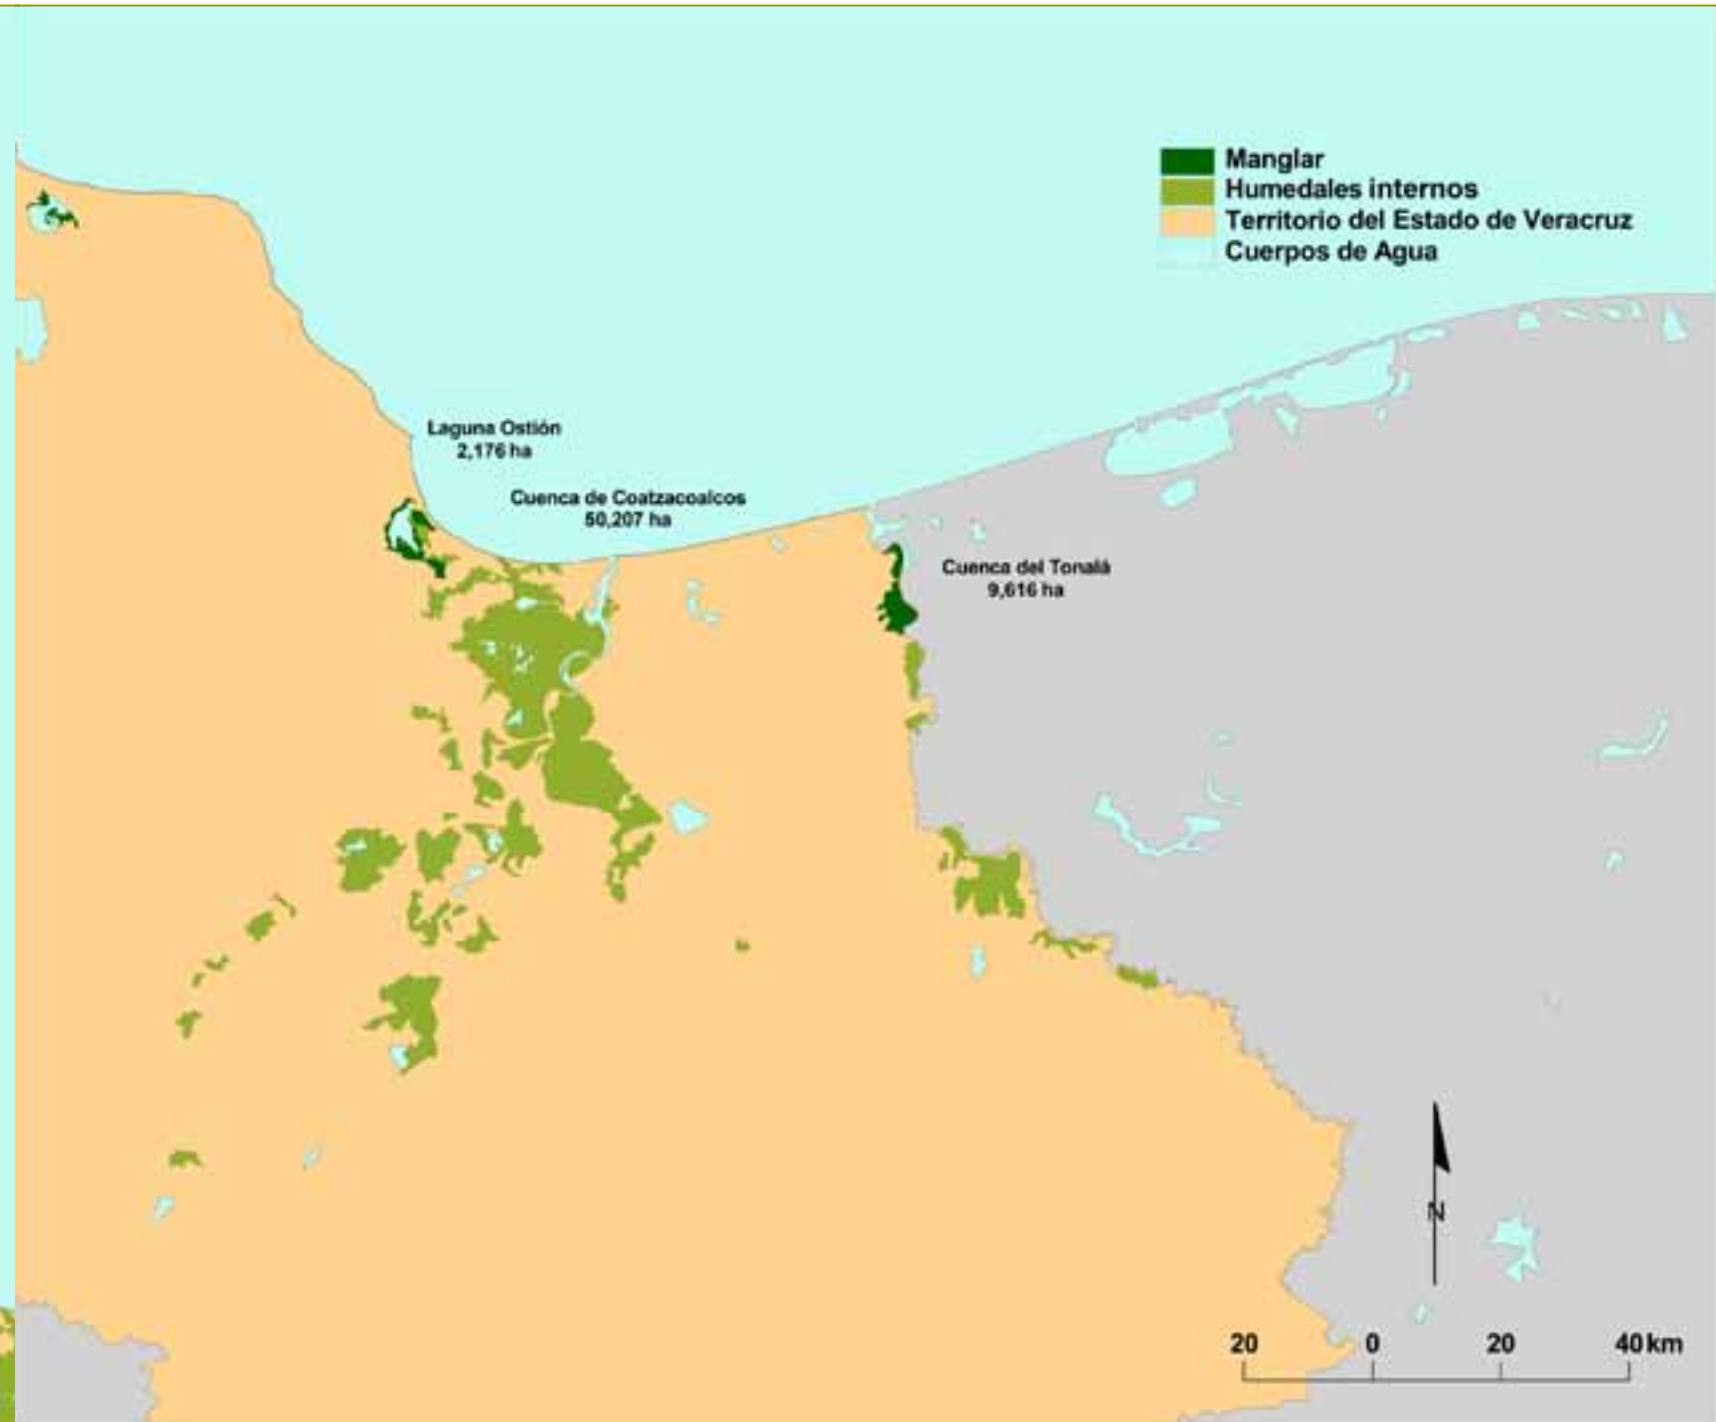 Manglar
Humedales internos
Territorio del Estado de Veracruz
Cuerpos de Agua
Laguna Ostión
2,176 ha
Cuenca de Coatzacoalcos
50,207 ha
Cuenca del Tonalá
9,616 ha
N
20 0 20 40 km